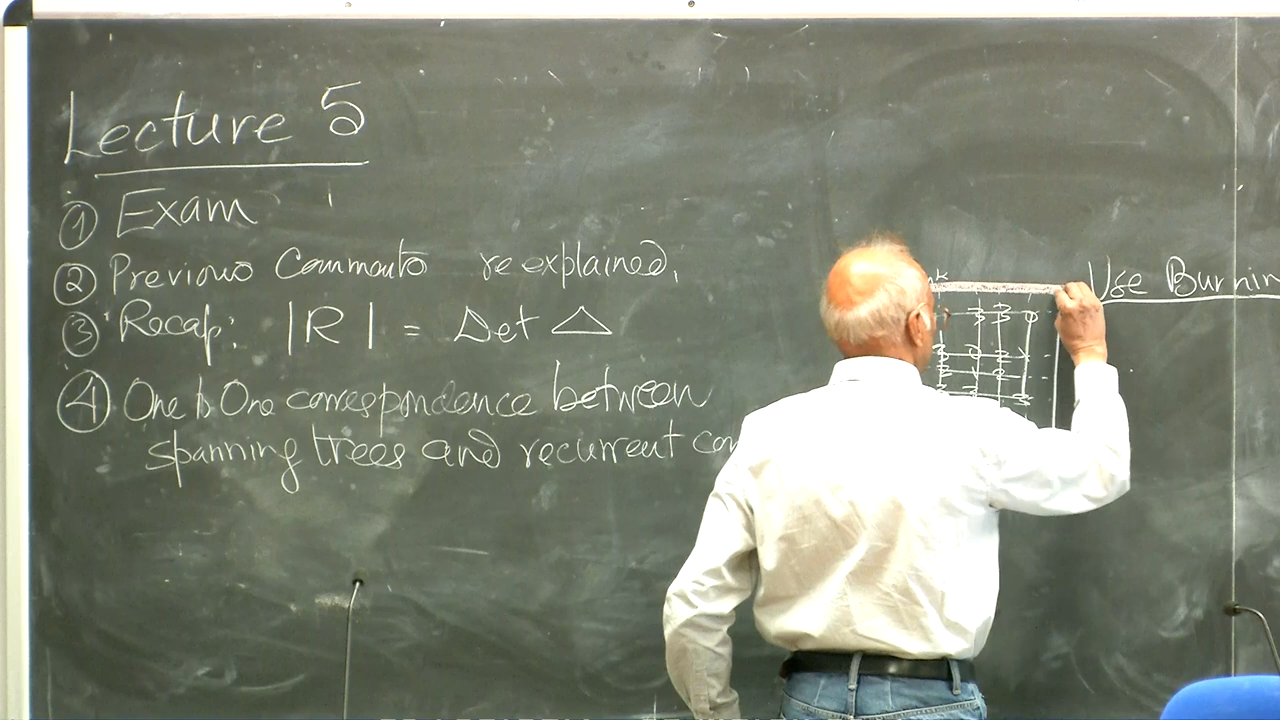 Lecture 5
① Exam
② Previous Comments re explained.
③ Recap: |R| = Det △
④ One to One correspondence between
spanning trees and recurrent con
Use Burnin